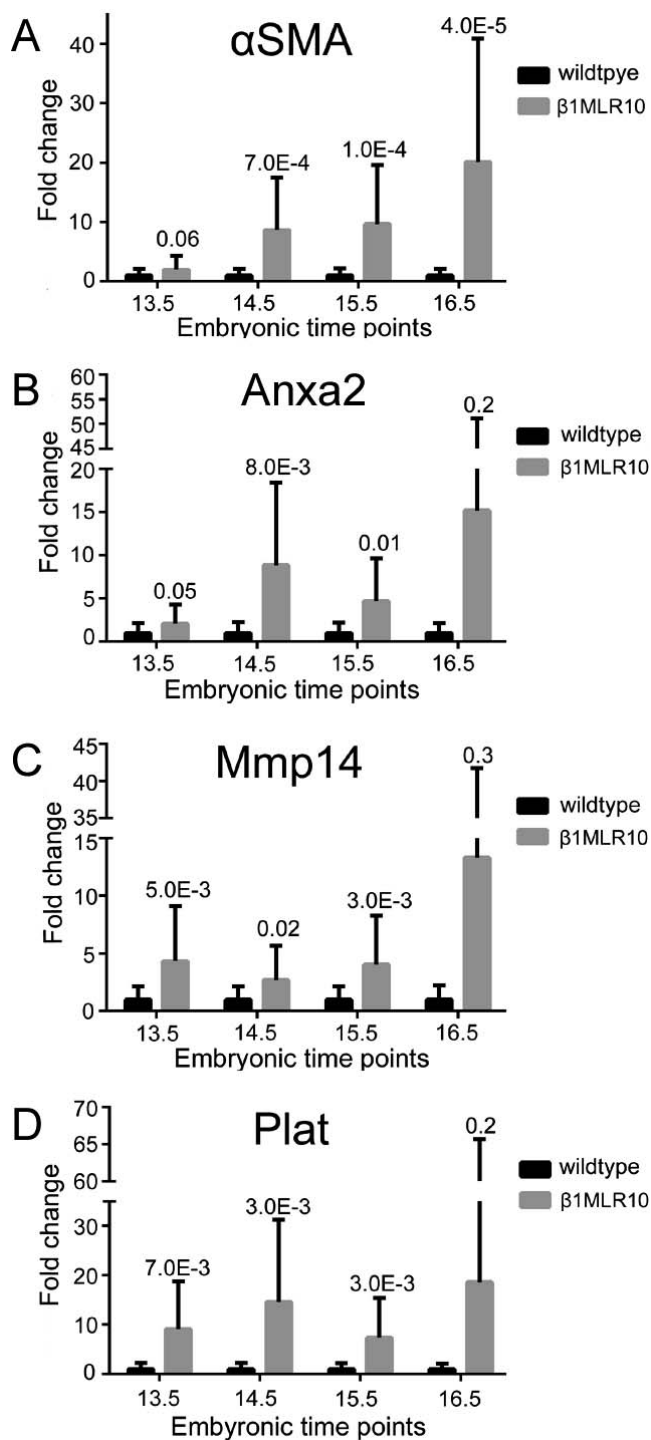 A
αSMA
4.0E-5
40
wildtpye
β1MLR10
30
Fold change
20
7.0E-4
1.0E-4
10
0.06
0
13.5 14.5 15.5 16.5
Embryonic time points
B
Anxa2
60
55
50
45
0.2
wildtype
β1MLR10
Fold change
20
8.0E-3
15
10
0.01
5
0.05
0
13.5 14.5 15.5 16.5
Embryonic time points
C
Mmp14
45
40
35
0.3
wildtype
β1MLR10
Fold change
15
10
5.0E-3
3.0E-3
0.02
5
0
13.5 14.5 15.5 16.5
Embryonic time points
D
Plat
70
65
60
0.2
wildtype
β1MLR10
Fold change
30
3.0E-3
20
7.0E-3
3.0E-3
10
0
13.5 14.5 15.5 16.5
Embyronic time points